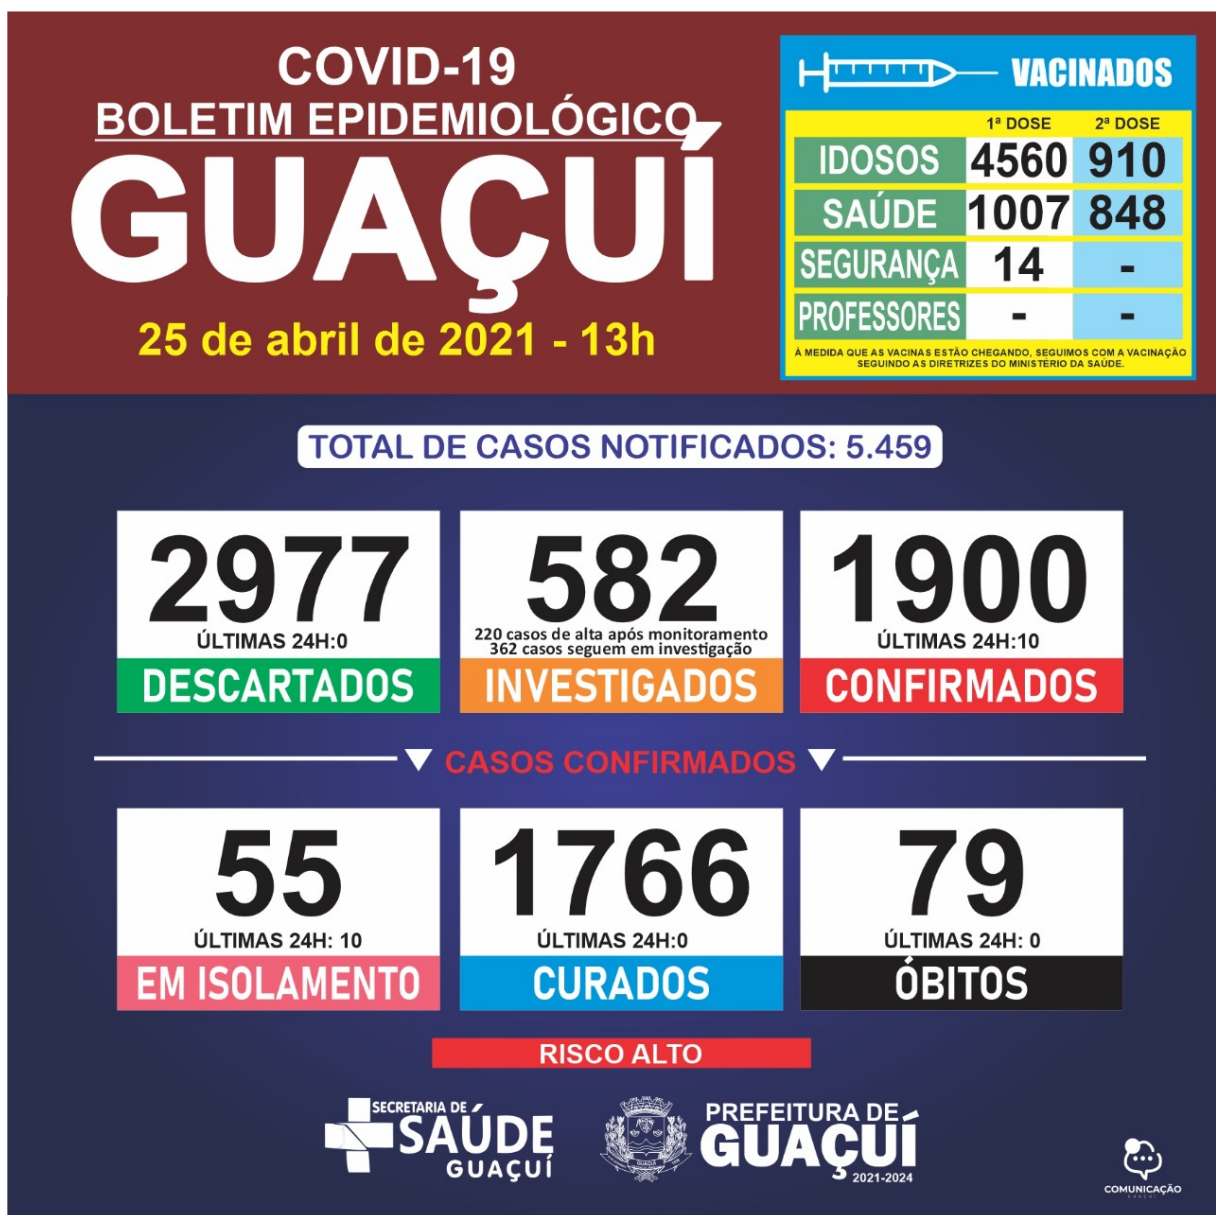 COVID-19
BOLETIM EPIDEMIOLÓGICO
GUAÇUÍ
25 de abril de 2021 - 13h
VACINADOS
1ª DOSE 2ª DOSE
IDOSOS 4560 910
SAÚDE 1007 848
SEGURANÇA 14 -
PROFESSORES - -
À MEDIDA QUE AS VACINAS ESTÃO CHEGANDO, SEGUIMOS COM A VACINAÇÃO
SEGUINDO AS DIRETRIZES DO MINISTÉRIO DA SAÚDE.
TOTAL DE CASOS NOTIFICADOS: 5.459
2977
ÚLTIMAS 24H:0
DESCARTADOS
582
220 casos de alta após monitoramento
362 casos seguem em investigação
INVESTIGADOS
1900
ÚLTIMAS 24H:10
CONFIRMADOS
CASOS CONFIRMADOS
55
ÚLTIMAS 24H: 10
EM ISOLAMENTO
1766
ÚLTIMAS 24H:0
CURADOS
79
ÚLTIMAS 24H: 0
ÓBITOS
RISCO ALTO
SECRETARIA DE
SAÚDE
GUAÇUÍ
PREFEITURA DE
GUAÇUÍ
2021-2024
COMUNICAÇÃO
GUAÇUÍ